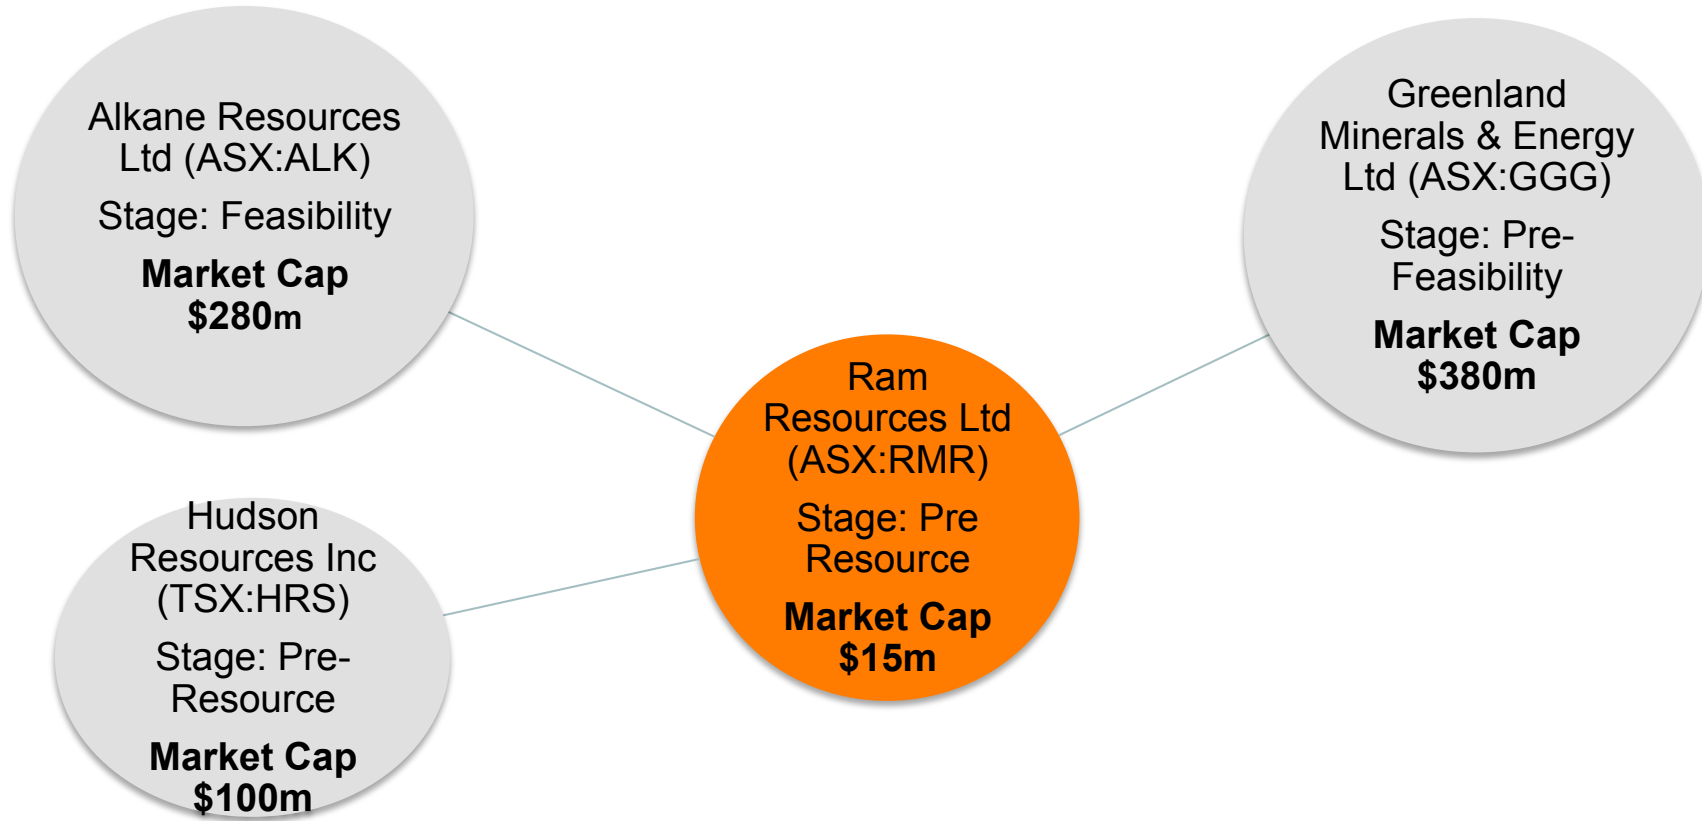 Alkane Resources
Ltd (ASX:ALK)
Stage: Feasibility
Market Cap
$280m
Greenland
Minerals & Energy
Ltd (ASX:GGG)
Stage: Pre-
Feasibility
Market Cap
$380m
Ram
Resources Ltd
(ASX:RMR)
Stage: Pre
Resource
Market Cap
$15m
Hudson
Resources Inc
(TSX:HRS)
Stage: Pre-
Resource
Market Cap
$100m